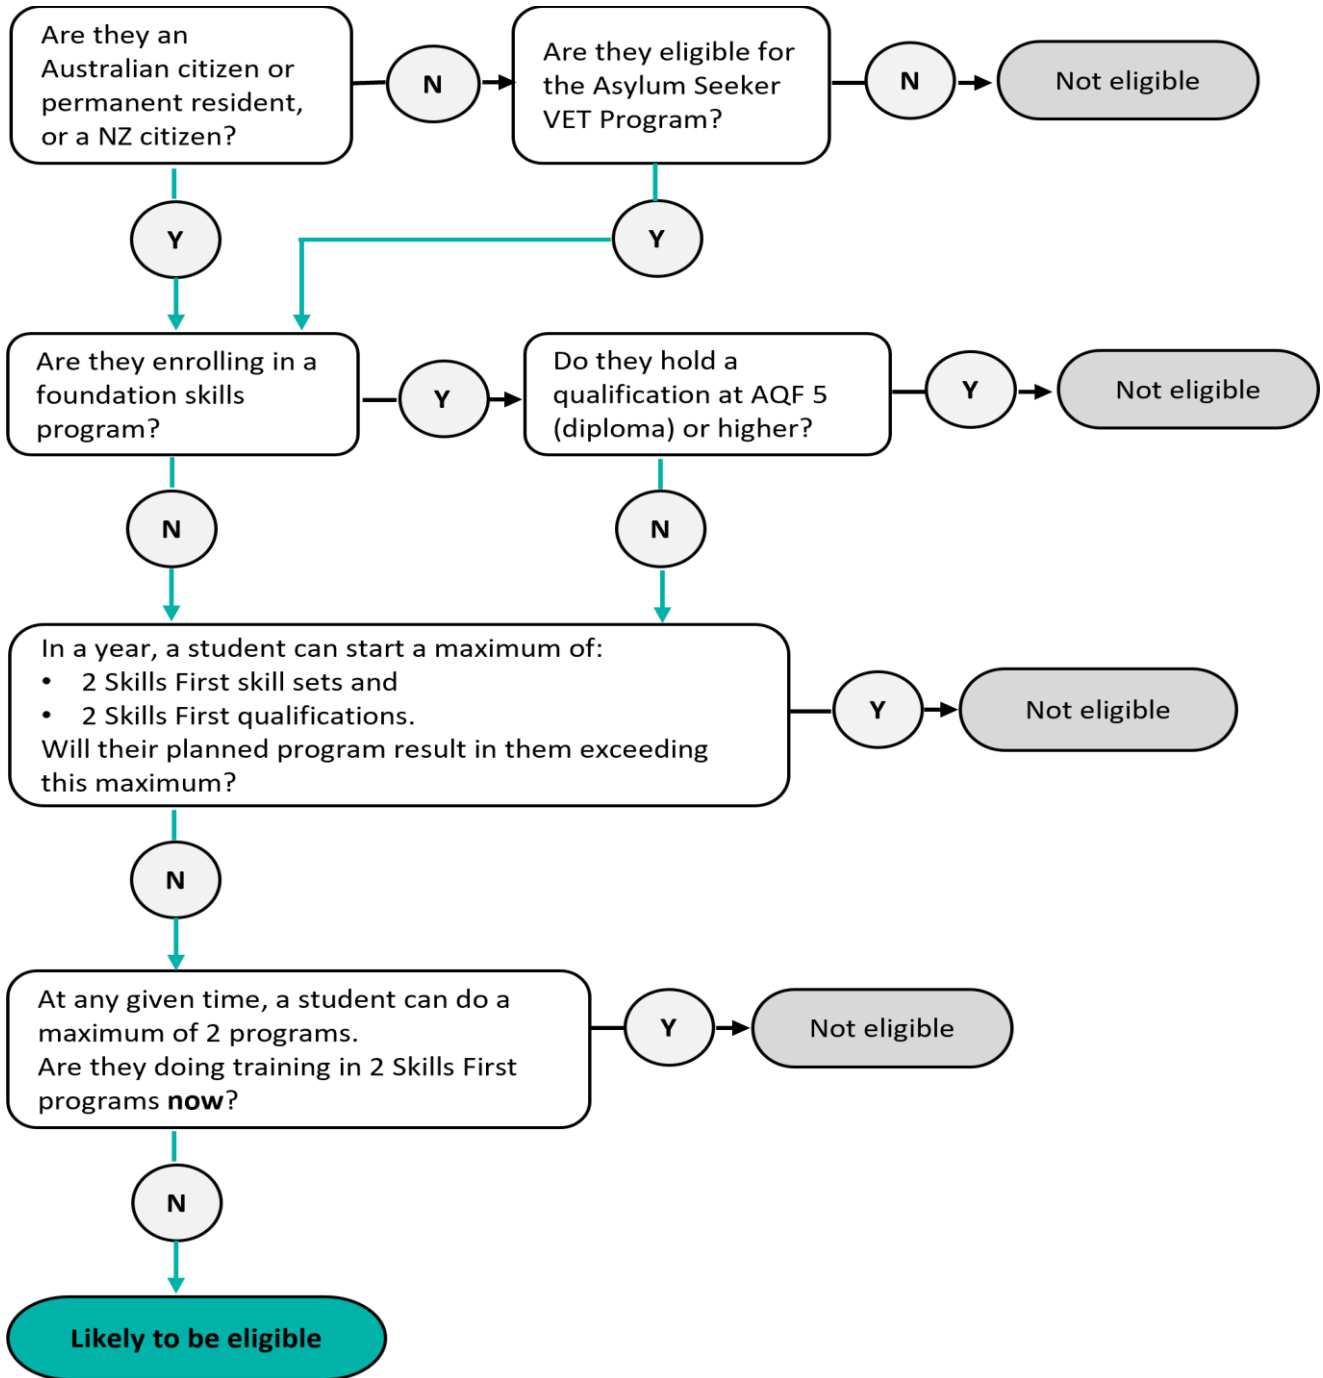 Are they an
Australian citizen or
permanent resident,
or a NZ citizen?
N
Are they eligible for
the Asylum Seeker
VET Program?
N
Not eligible
Y
Y
Are they enrolling in a
foundation skills
program?
Y
Do they hold a
qualification at AQF 5
(diploma) or higher?
Y
Not eligible
N
N
In a year, a student can start a maximum of:
• 2 Skills First skill sets and
• 2 Skills First qualifications.
Will their planned program result in them exceeding
this maximum?
Y
Not eligible
N
At any given time, a student can do a
maximum of 2 programs.
Are they doing training in 2 Skills First
programs now?
Y
Not eligible
N
Likely to be eligible